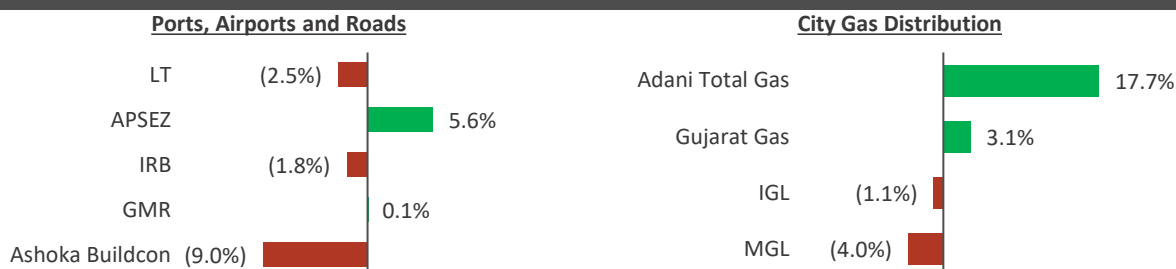 Ports, Airports and Roads
LT (2.5%)
APSEZ 5.6%
IRB (1.8%)
GMR 0.1%
Ashoka Buildcon (9.0%)
City Gas Distribution
Adani Total Gas 17.7%
Gujarat Gas 3.1%
IGL (1.1%)
MGL (4.0%)